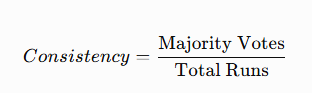 Consistency = Majority Votes / Total Runs